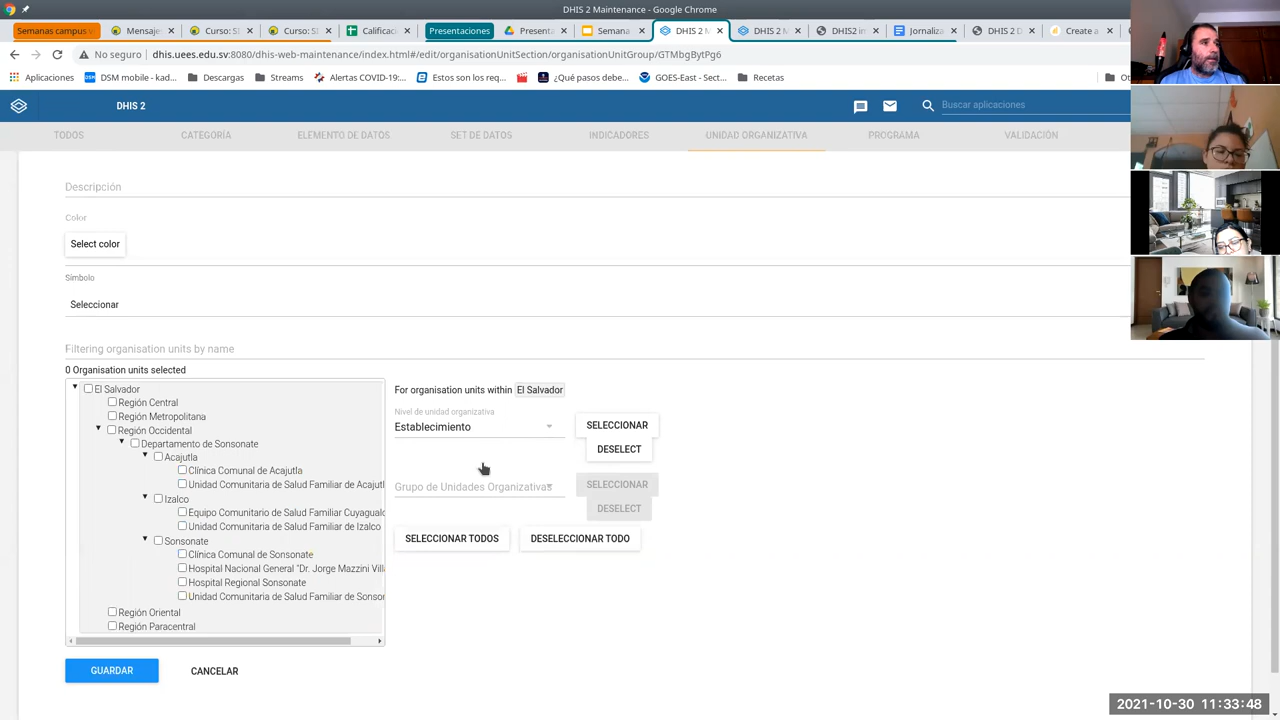 DHIS 2 Maintenance - Google Chrome
Semanas campus v
Mensaje
Curso: S
Curso: SI
Calificac
Presentaciones
Presenta
Semana
DHIS 2 M
DHIS 2 M
DHIS2 in
Jornaliza
DHIS 2 D
Create a
No seguro
dhis.uees.edu.sv:8080/dhis-web-maintenance/index.html#/edit/organisationUnitSection/organisationUnitGroup/GTMbgBytPg6
Aplicaciones
DSM mobile - kad...
Descargas
Streams
Alertas COVID-19:...
Estos son los req...
¿Qué pasos debe...
GOES-East - Sect...
Recetas
DHIS 2
Buscar aplicaciones
TODOS
CATEGORÍA
ELEMENTO DE DATOS
SET DE DATOS
INDICADORES
UNIDAD ORGANIZATIVA
PROGRAMA
VALIDACIÓN
Descripción
Color
Select color
Símbolo
Seleccionar
Filtering organisation units by name
0 Organisation units selected
El Salvador
Región Central
Región Metropolitana
Región Occidental
Departamento de Sonsonate
Acajutla
Clínica Comunal de Acajutla
Unidad Comunitaria de Salud Familiar de Acajutl
Izalco
Equipo Comunitario de Salud Familiar Cuyagualo
Unidad Comunitaria de Salud Familiar de Izalco
Sonsonate
Clínica Comunal de Sonsonate
Hospital Nacional General "Dr. Jorge Mazzini Villa
Hospital Regional Sonsonate
Unidad Comunitaria de Salud Familiar de Sonson
Región Oriental
Región Paracentral
For organisation units within El Salvador
Nivel de unidad organizativa
Establecimiento
SELECCIONAR
DESELECT
Grupo de Unidades Organizativas
SELECCIONAR
DESELECT
SELECCIONAR TODOS
DESELECCIONAR TODO
GUARDAR
CANCELAR
2021-10-30 11:33:48